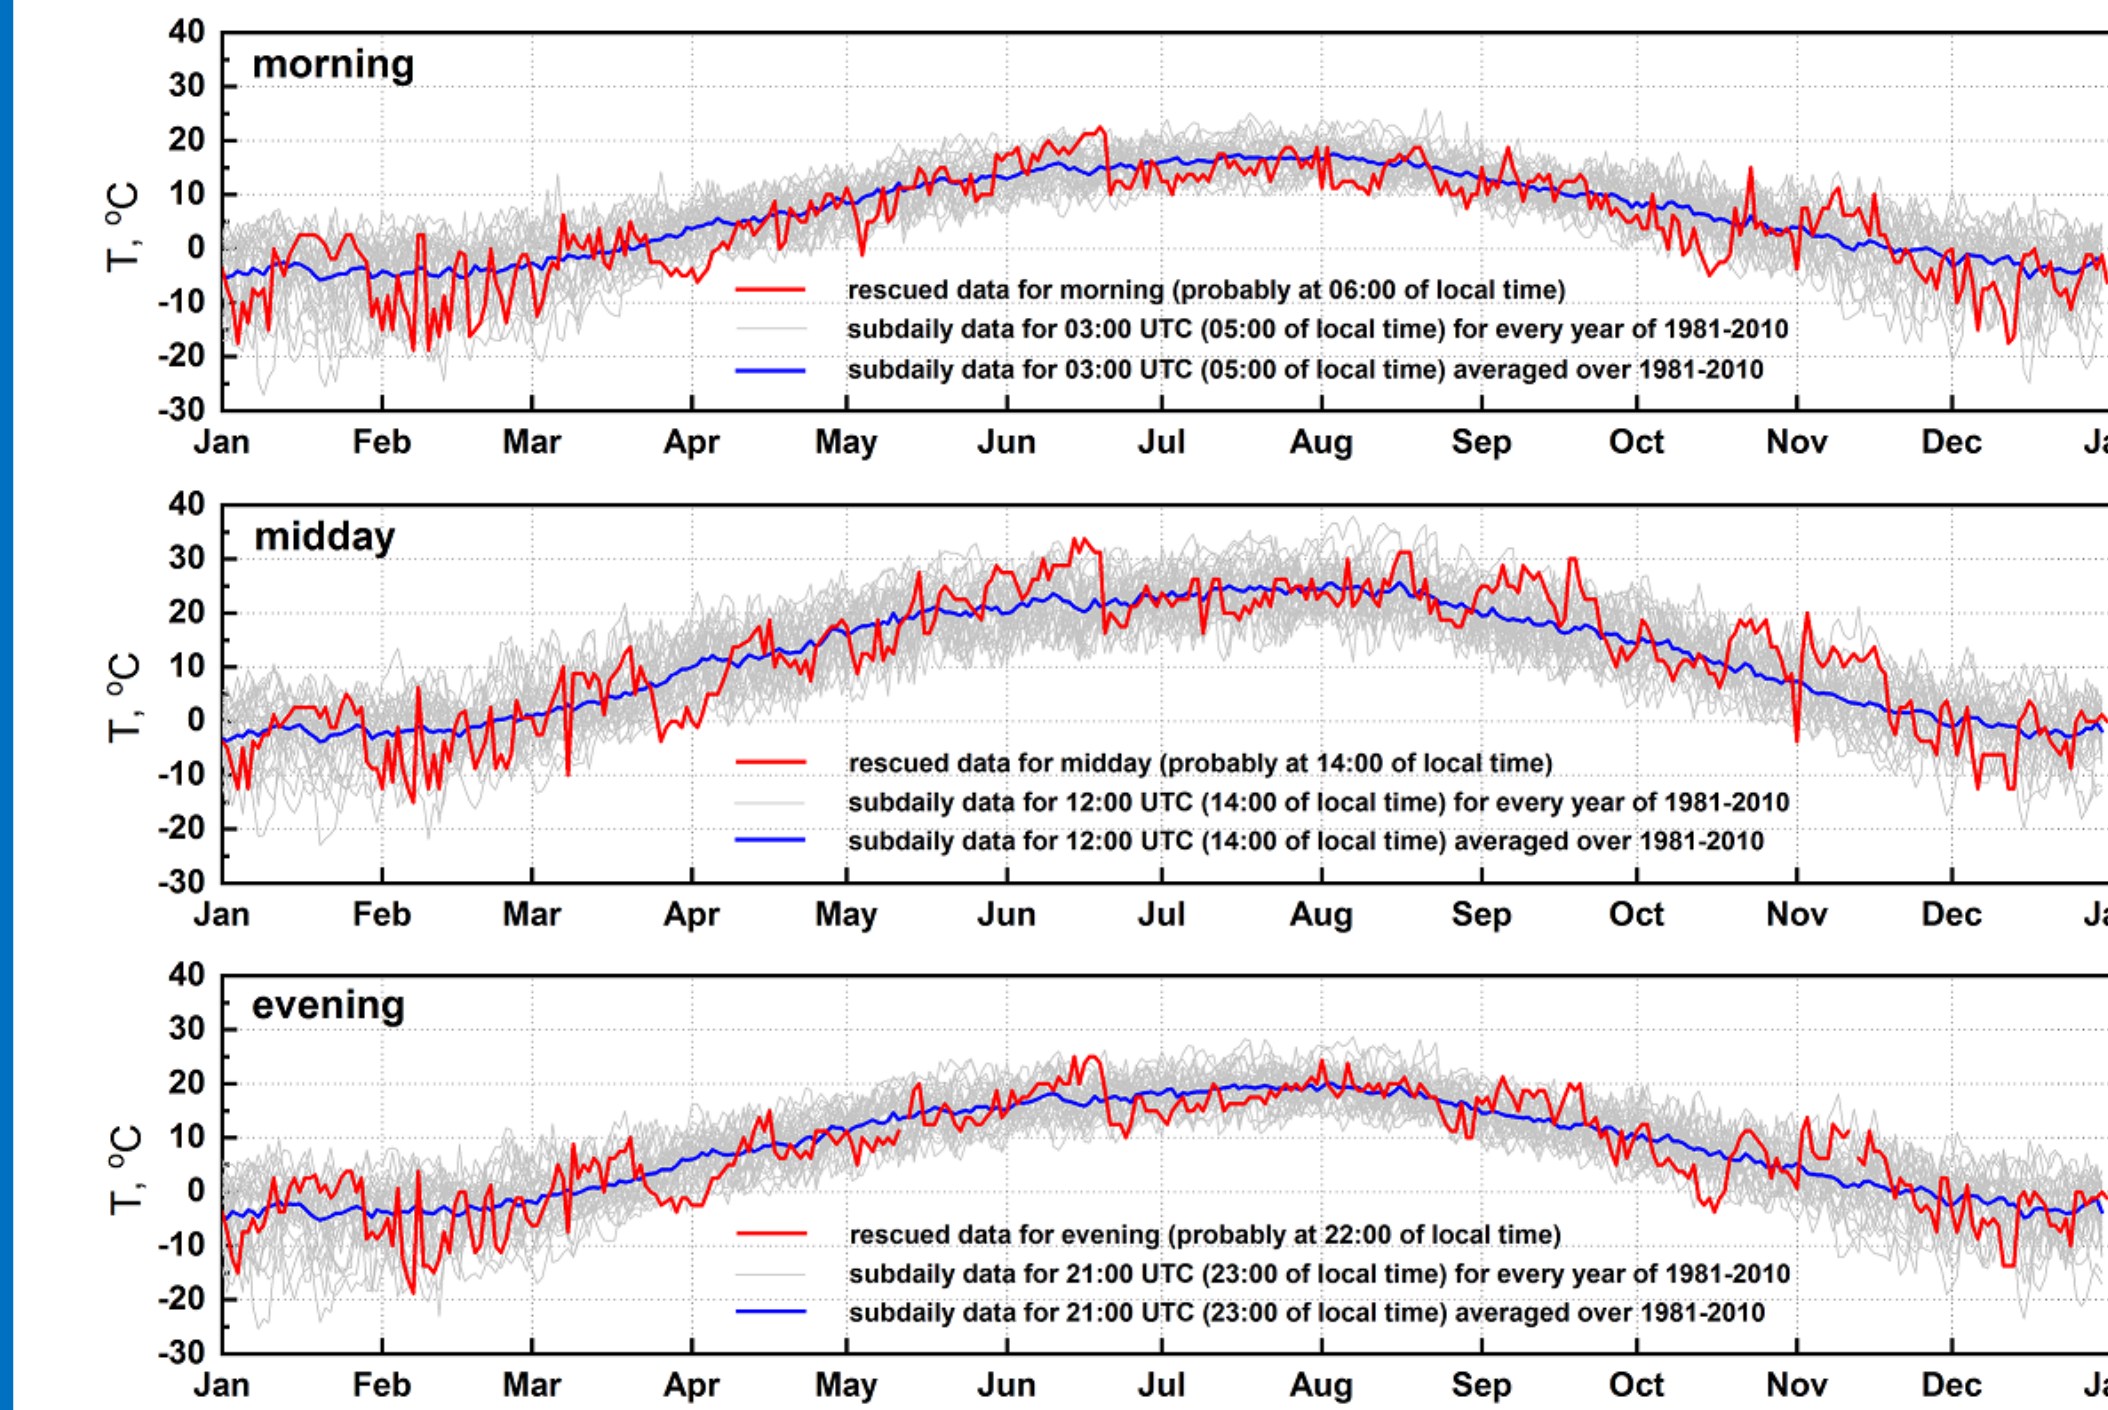 40
morning
30
20
10
0
-10
-20
-30
T, ºC
rescued data for morning (probably at 06:00 of local time)
subdaily data for 03:00 UTC (05:00 of local time) for every year of 1981-2010
subdaily data for 03:00 UTC (05:00 of local time) averaged over 1981-2010
Jan Feb Mar Apr May Jun Jul Aug Sep Oct Nov Dec
40
midday
30
20
10
0
-10
-20
-30
T, ºC
rescued data for midday (probably at 14:00 of local time)
subdaily data for 12:00 UTC (14:00 of local time) for every year of 1981-2010
subdaily data for 12:00 UTC (14:00 of local time) averaged over 1981-2010
Jan Feb Mar Apr May Jun Jul Aug Sep Oct Nov Dec
40
evening
30
20
10
0
-10
-20
-30
T, ºC
rescued data for evening (probably at 22:00 of local time)
subdaily data for 21:00 UTC (23:00 of local time) for every year of 1981-2010
subdaily data for 21:00 UTC (23:00 of local time) averaged over 1981-2010
Jan Feb Mar Apr May Jun Jul Aug Sep Oct Nov Dec